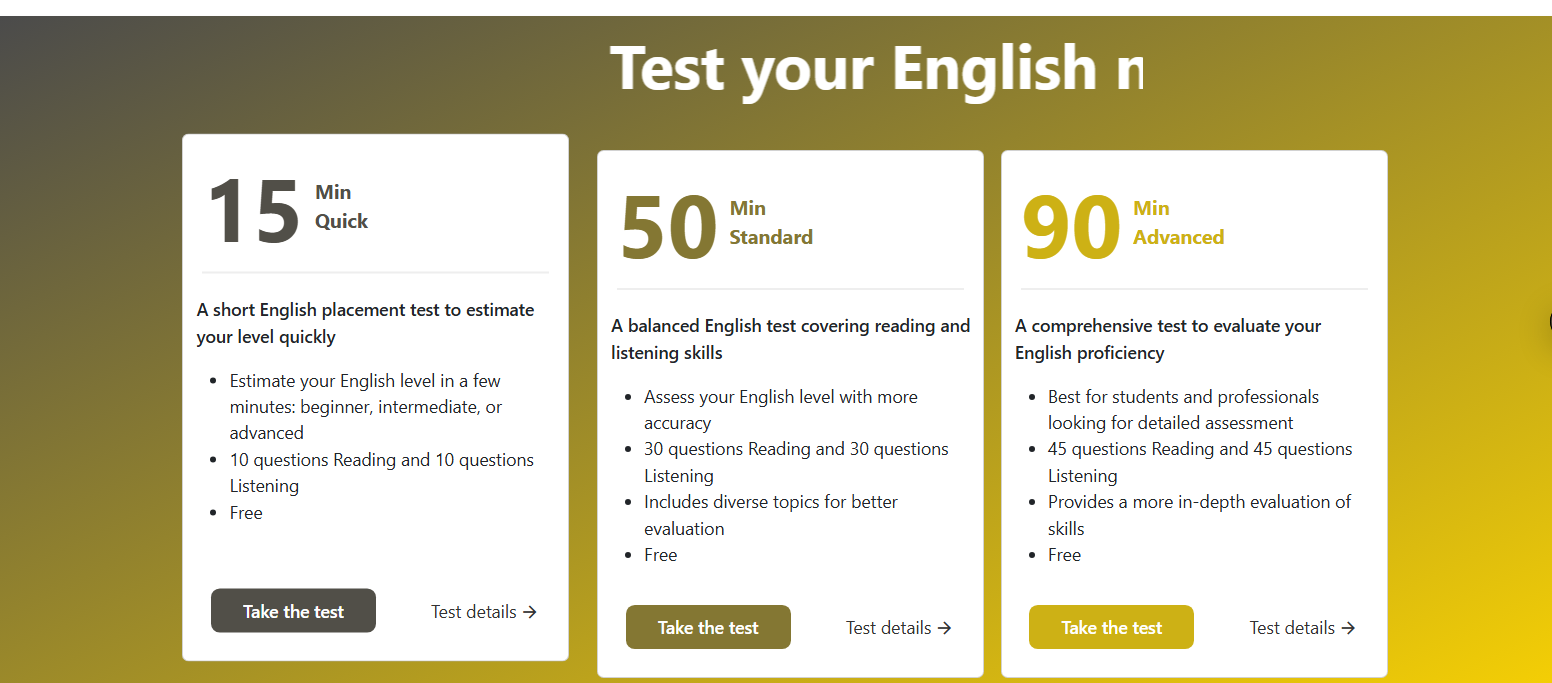 Test your English n
15
Min
Quick
A short English placement test to estimate
your level quickly
Estimate your English level in a few
minutes: beginner, intermediate, or
advanced
10 questions Reading and 10 questions
Listening
Free
Take the test
Test details →
50
Min
Standard
A balanced English test covering reading and
listening skills
Assess your English level with more
accuracy
30 questions Reading and 30 questions
Listening
Includes diverse topics for better
evaluation
Free
Take the test
Test details →
90
Min
Advanced
A comprehensive test to evaluate your
English proficiency
Best for students and professionals
looking for detailed assessment
45 questions Reading and 45 questions
Listening
Provides a more in-depth evaluation of
skills
Free
Take the test
Test details →